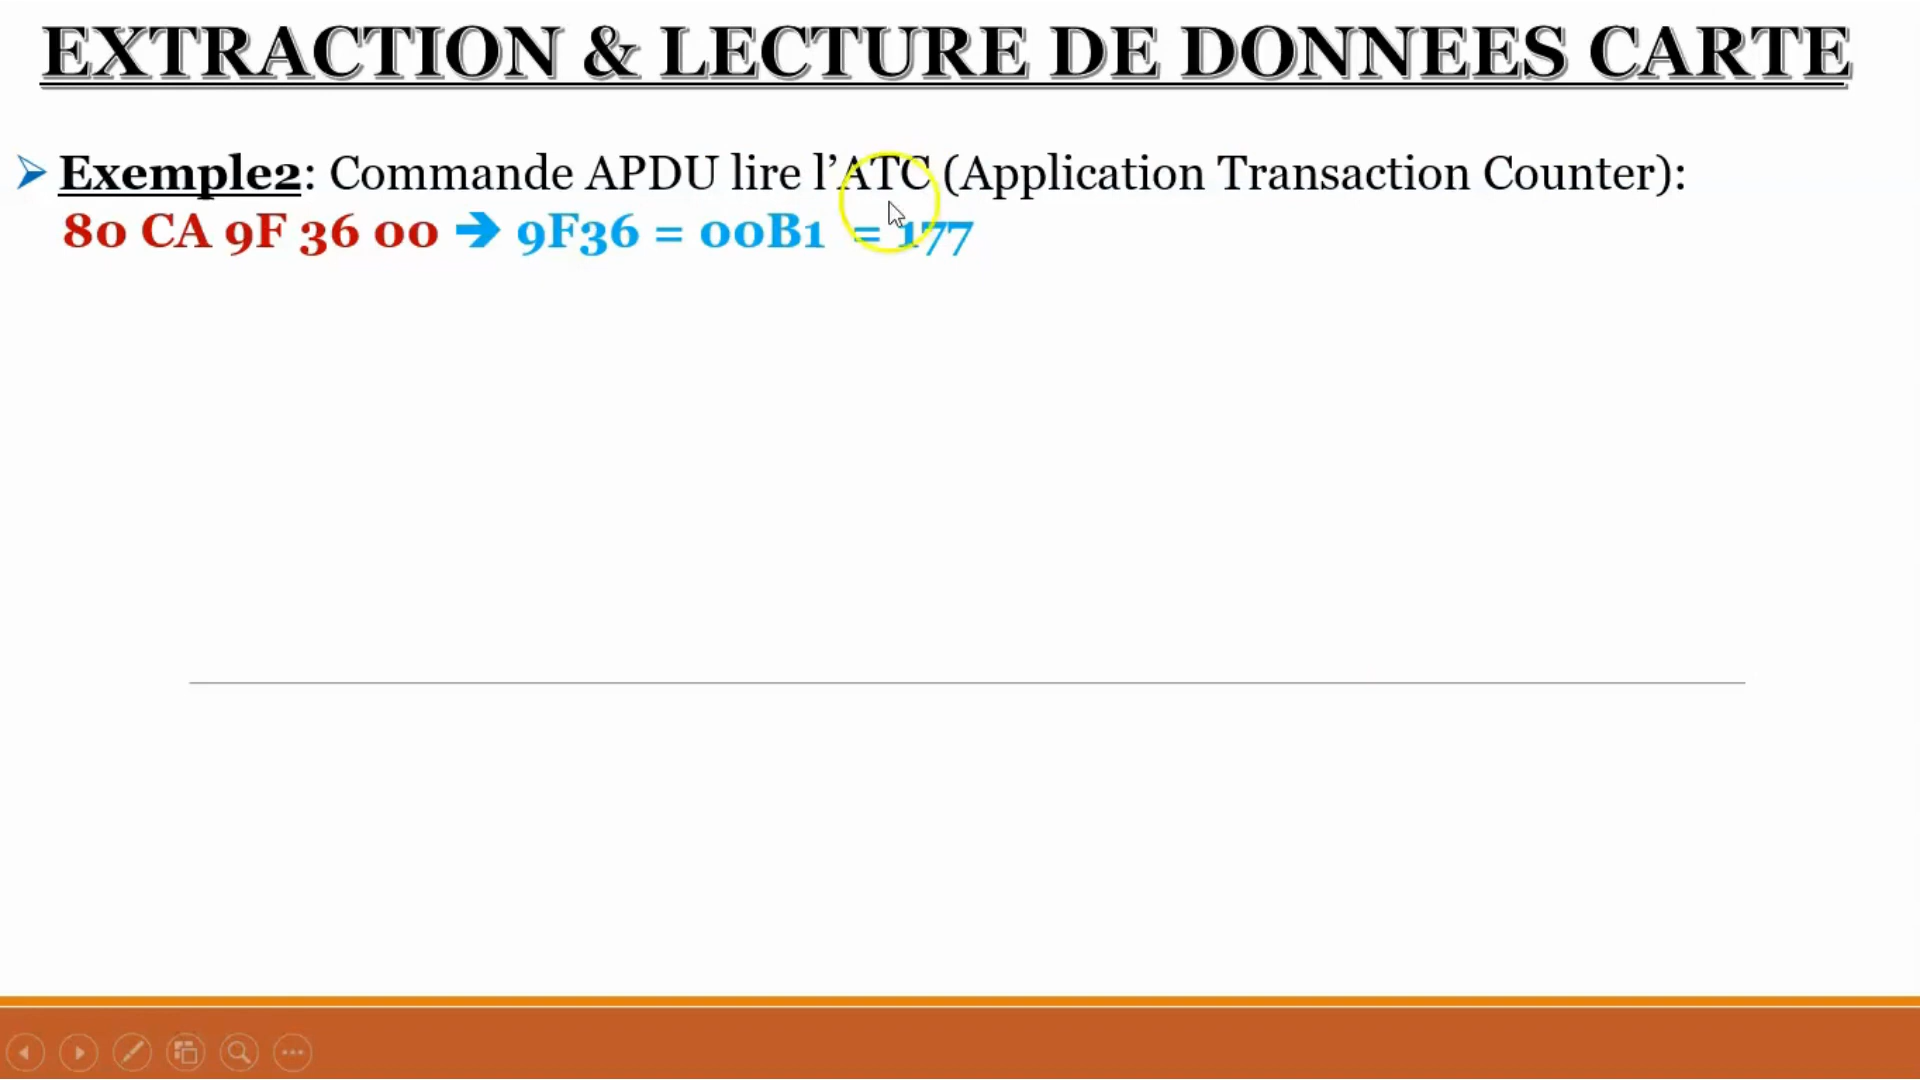 EXTRACTION & LECTURE DE DONNEES CARTE
➢ Exemple2: Commande APDU lire l’ATC (Application Transaction Counter):
80 CA 9F 36 00 ➔ 9F36 = 00B1 = 177